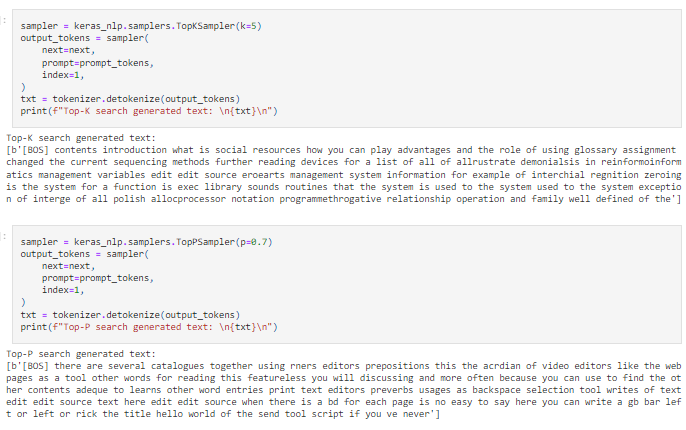 sampler = keras_nlp.samplers.TopKSampler(k=5)
output_tokens = sampler(
    next=next,
    prompt=prompt_tokens,
    index=1,
)
txt = tokenizer.detokenize(output_tokens)
print(f"Top-K search generated text: \n{txt}\n")
Top-K search generated text:
[b'[BOS] contents introduction what is social resources how you can play advantages and the role of using glossary assignment
changed the current sequencing methods further reading devices for a list of all of allrustrate demonialsis in reinformoinform
atics management variables edit edit source eroearts management system information for example of interchial regnition zeroing
is the system for a function is exec library sounds routines that the system is used to the system used to the system exceptio
n of interge of all polish allocprocessor notation programmethrogative relationship operation and family well defined of the']
sampler = keras_nlp.samplers.TopPSampler(p=0.7)
output_tokens = sampler(
    next=next,
    prompt=prompt_tokens,
    index=1,
)
txt = tokenizer.detokenize(output_tokens)
print(f"Top-P search generated text: \n{txt}\n")
Top-P search generated text:
[b'[BOS] there are several catalogues together using rners editors prepositions this the acrdian of video editors like the web
pages as a tool other words for reading this featureless you will discussing and more often because you can use to find the ot
her contents adeque to learns other word entries print text editors preverbs usages as backspace selection tool writes of text
edit edit source text here edit edit source when there is a bd for each page is no easy to say here you can write a gb bar lef
t or left or rick the title hello world of the send tool script if you ve never']